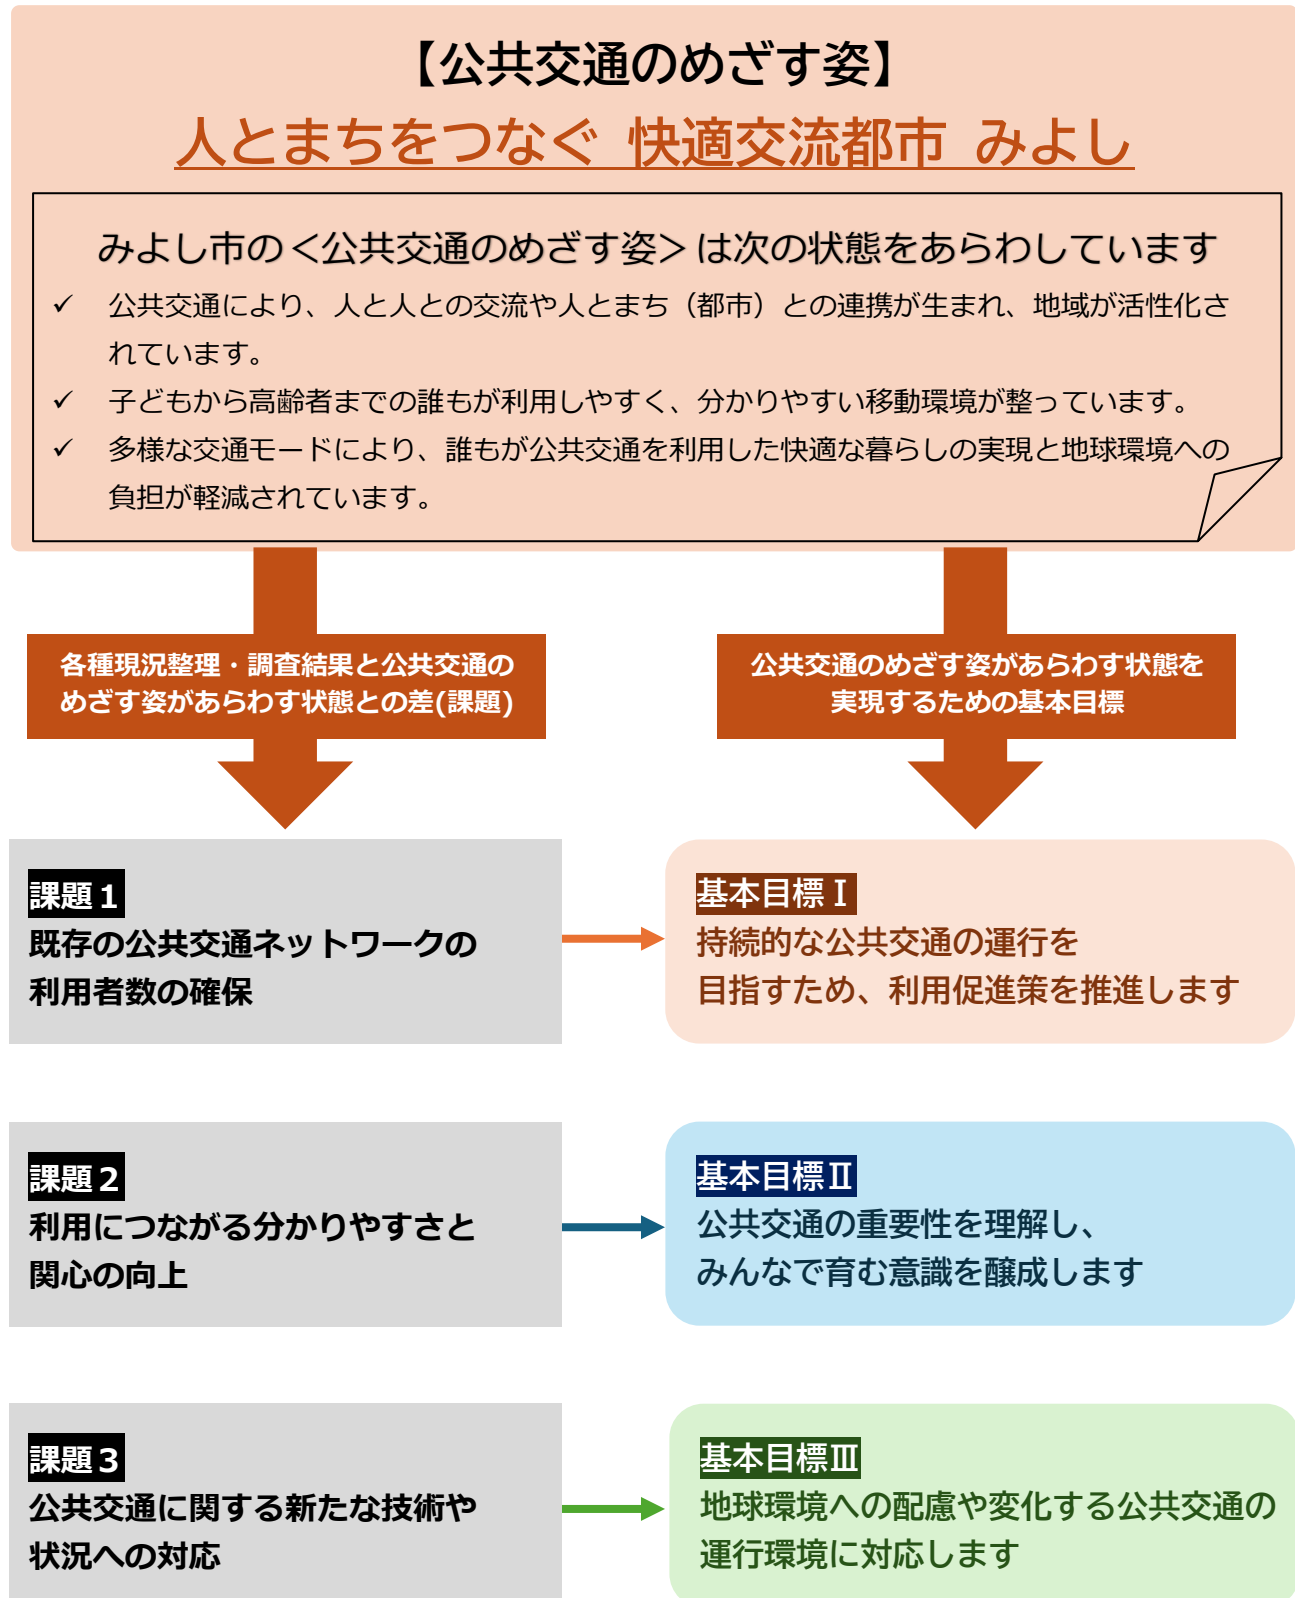 【公共交通のめざす姿】
人とまちをつなぐ 快適交流都市 みよし
みよし市の＜公共交通のめざす姿＞は次の状態をあらわしています
✓ 公共交通により、人と人との交流や人とまち（都市）との連携が生まれ、地域が活性化さ
れています。
✓ 子どもから高齢者までの誰もが利用しやすく、分かりやすい移動環境が整っています。
✓ 多様な交通モードにより、誰もが公共交通を利用した快適な暮らしの実現と地球環境への
負担が軽減されています。
各種現況整理・調査結果と公共交通の
めざす姿があらわす状態との差(課題)
公共交通のめざす姿があらわす状態を
実現するための基本目標
課題１
既存の公共交通ネットワークの
利用者数の確保
基本目標Ⅰ
持続的な公共交通の運行を
目指すため、利用促進策を推進します
課題２
利用につながる分かりやすさと
関心の向上
基本目標Ⅱ
公共交通の重要性を理解し、
みんなで育む意識を醸成します
課題３
公共交通に関する新たな技術や
状況への対応
基本目標Ⅲ
地球環境への配慮や変化する公共交通の
運行環境に対応します